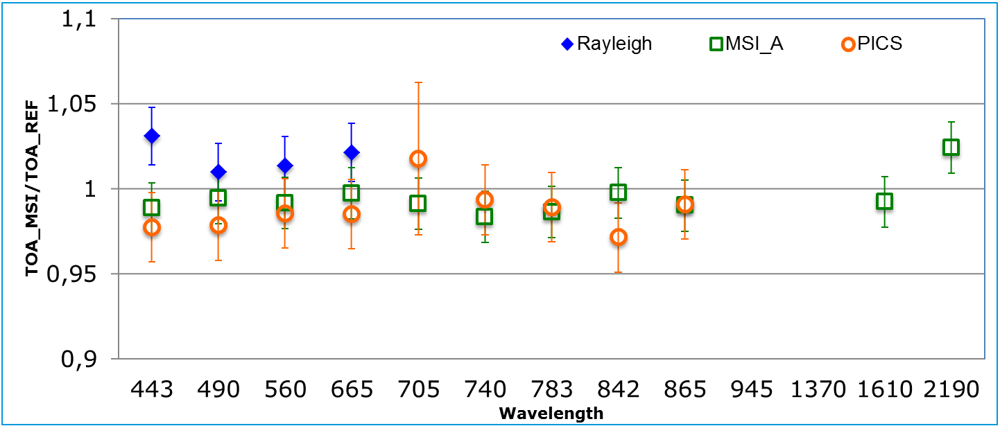 1,1
1,05
1
0,95
0,9
TOA_MSI/TOA_REF
Rayleigh MSI_A PICS
443 490 560 665 705 740 783 842 865 945 1370 1610 2190
Wavelength